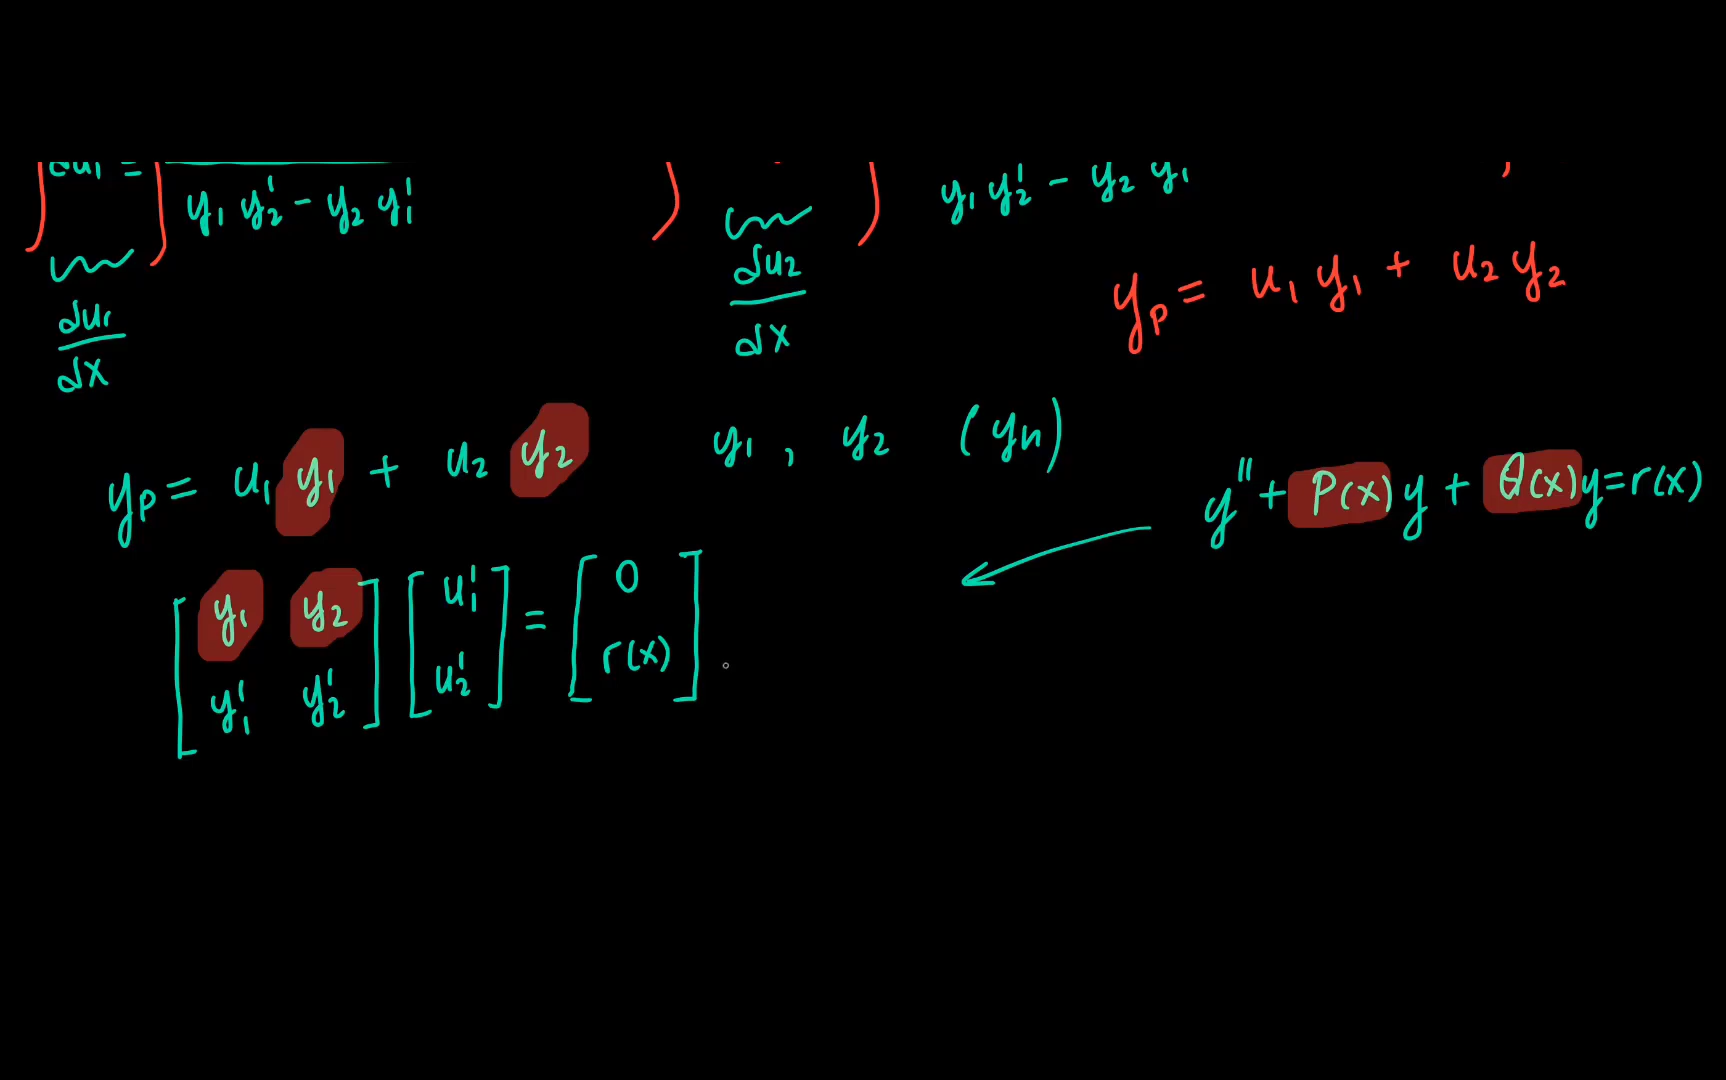 du₁ =
y₁ y₂' - y₂ y₁'
y₁ y₂' - y₂ y₁
du₁
dx
du₂
dx
yₚ = u₁ y₁ + u₂ y₂
yₚ = u₁ y₁ + u₂ y₂
y₁ , y₂ (yₕ)
y'' + P(x) y + Q(x) y = r(x)
[ y₁ y₂ ] [ u₁' ] = [ 0 ]
[ y₁' y₂' ] [ u₂' ] [ r(x) ]